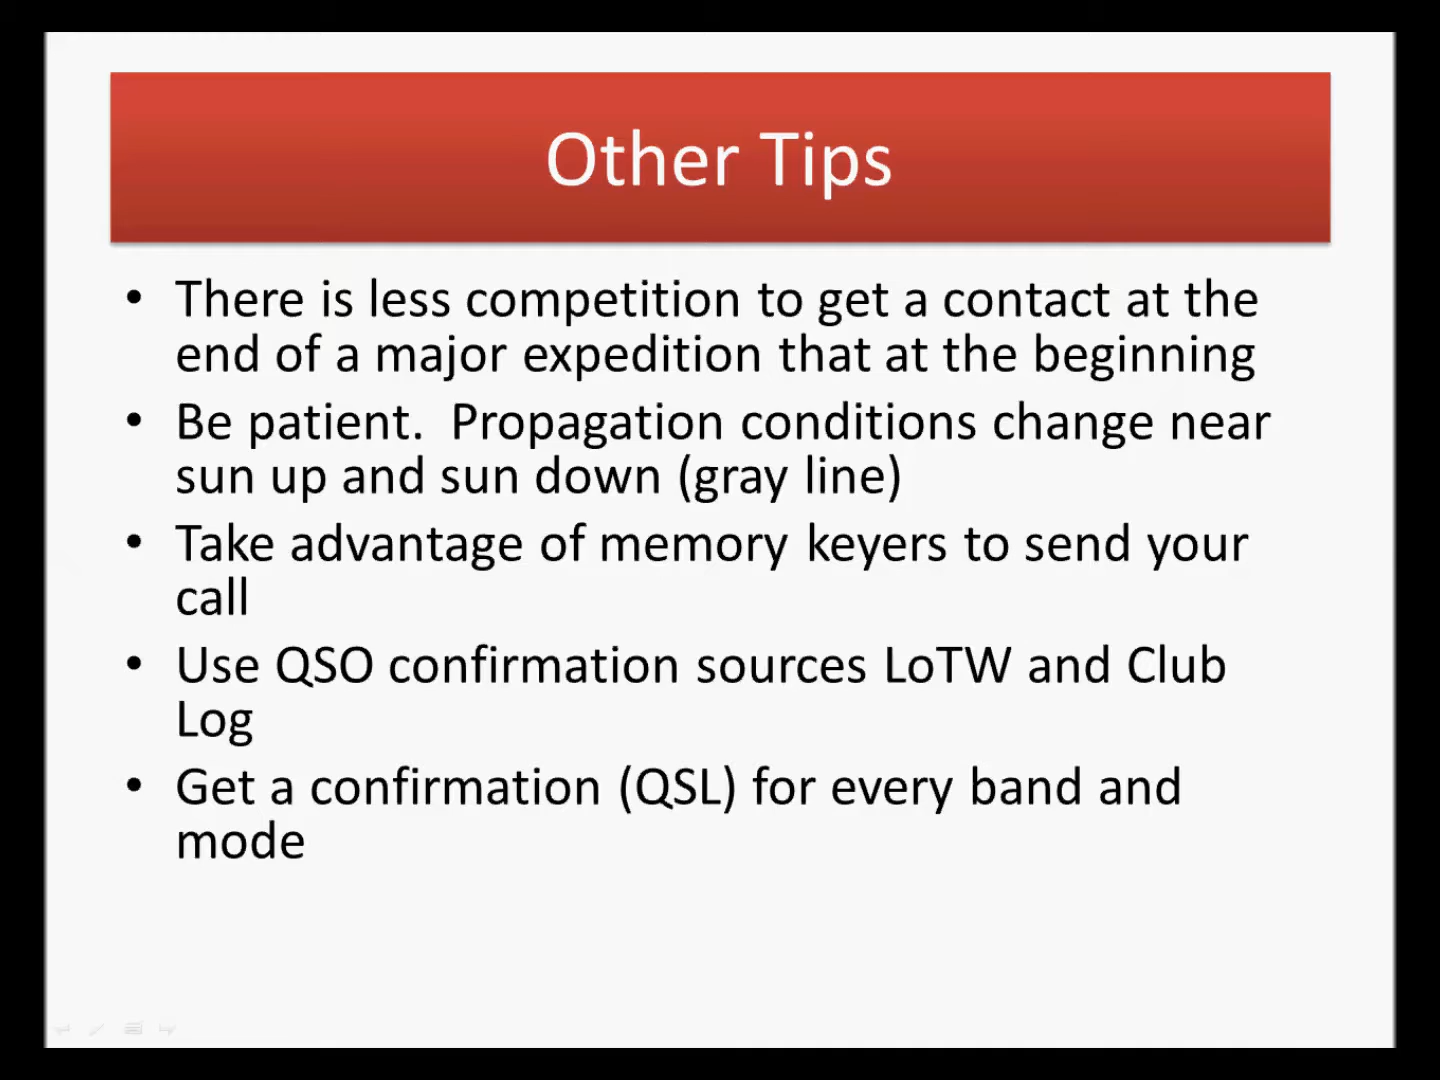 Other Tips
• There is less competition to get a contact at the
end of a major expedition that at the beginning
• Be patient.  Propagation conditions change near
sun up and sun down (gray line)
• Take advantage of memory keyers to send your
call
• Use QSO confirmation sources LoTW and Club
Log
• Get a confirmation (QSL) for every band and
mode